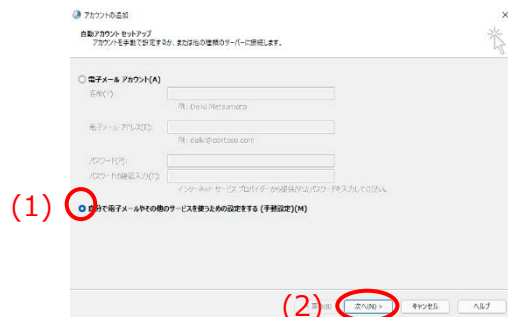 アカウントの追加
自動アカウント セットアップ
アカウントを手動で設定するか、または他の種類のサーバーに接続します。
電子メール アカウント(A)
名前(Y):
例: Daiki Matsumoto
電子メール アドレス(E):
例: daiki@contoso.com
パスワード(P):
パスワードの確認入力(T):
インターネット サービス プロバイダーから提供されたパスワードを入力してください。
(1)
自分で電子メールやその他のサービスを使うための設定をする (手動設定)(M)
(2)
次へ(N) >
キャンセル
ヘルプ